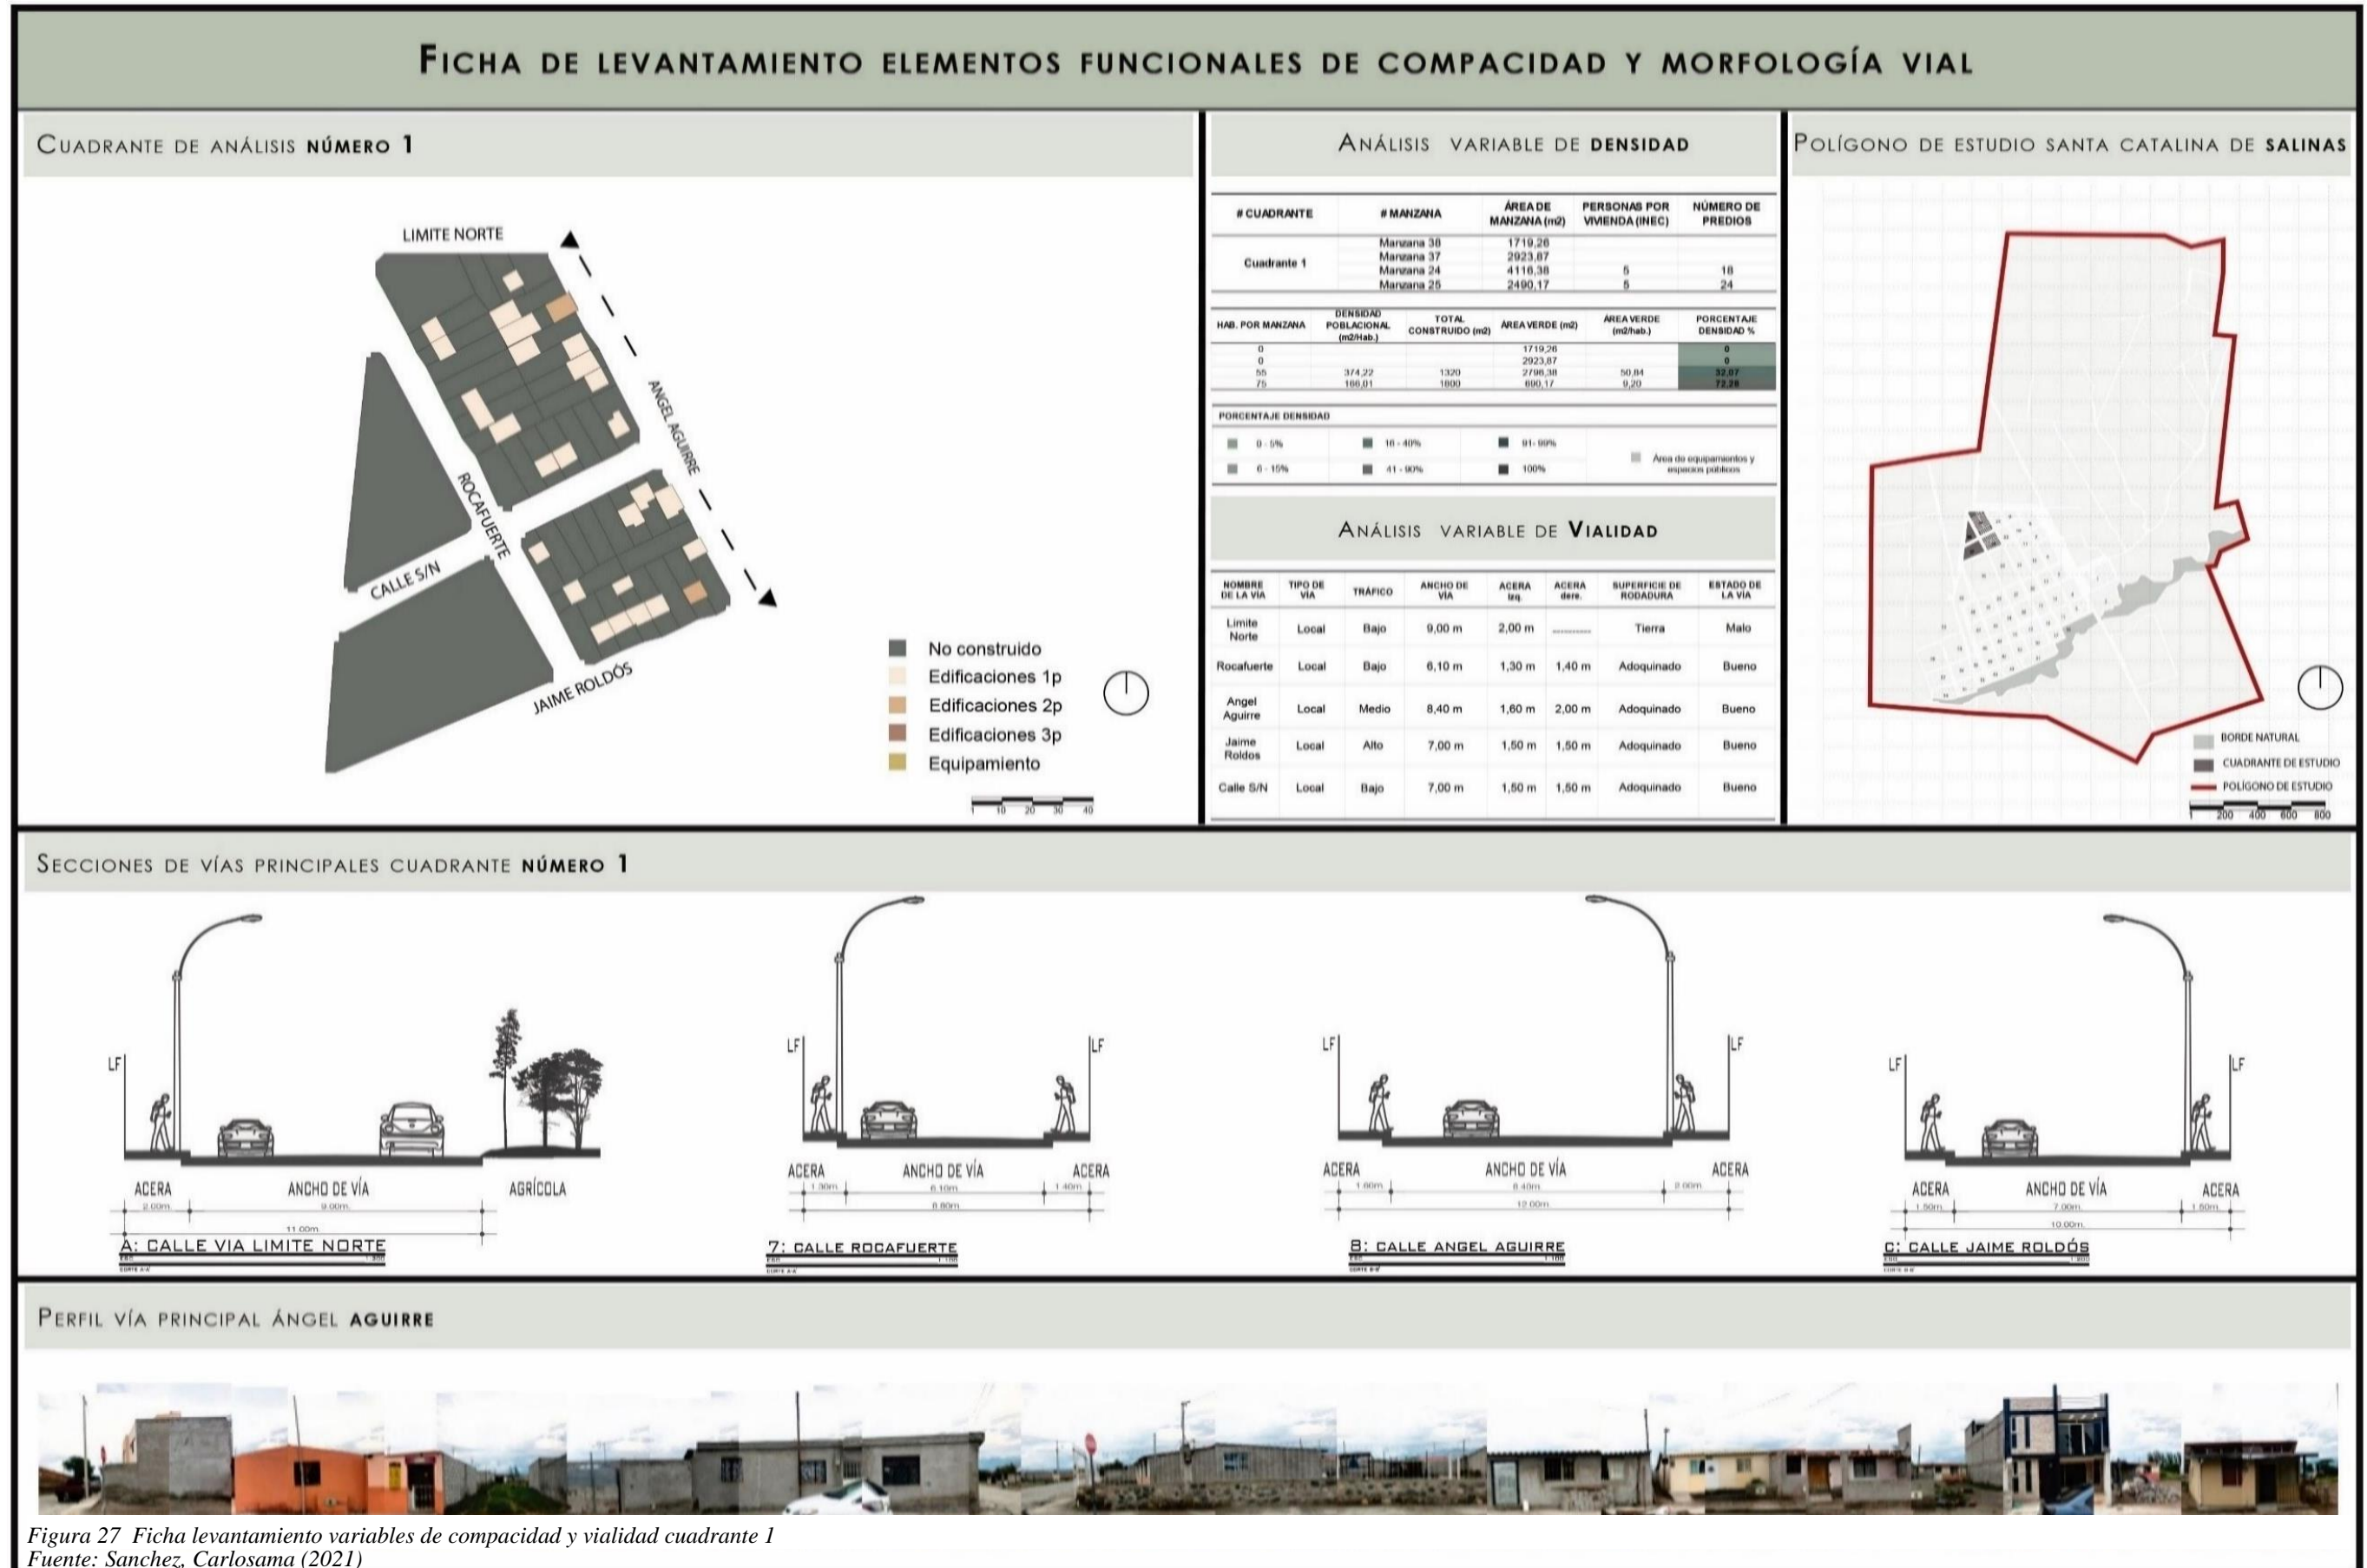 FICHA DE LEVANTAMIENTO ELEMENTOS FUNCIONALES DE COMPACIDAD Y MORFOLOGÍA VIAL
CUADRANTE DE ANÁLISIS NÚMERO 1
LIMITE NORTE
ANGEL AGUIRRE
ROCAFUERTE
CALLE S/N
JAIME ROLDÓS
No construido
Edificaciones 1p
Edificaciones 2p
Edificaciones 3p
Equipamiento
1 10 20 30 40
ANÁLISIS VARIABLE DE DENSIDAD
# CUADRANTE # MANZANA ÁREA DE MANZANA (m2) PERSONAS POR VIVIENDA (INEC) NÚMERO DE PREDIOS
Cuadrante 1
Manzana 38 1719,26
Manzana 37 2923,87
Manzana 24 4116,38 5 18
Manzana 25 2490,17 5 24
HAB. POR MANZANA DENSIDAD POBLACIONAL (m2/Hab.) TOTAL CONSTRUIDO (m2) ÁREA VERDE (m2) ÁREA VERDE (m2/hab.) PORCENTAJE DENSIDAD %
0 1719,26 0
0 2923,87 0
55 374,22 1320 2796,38 50,84 32,07
75 166,01 1800 690,17 9,20 72,28
PORCENTAJE DENSIDAD
0 - 5% 16 - 40% 91- 99%
6 - 15% 41 - 90% 100%
Área de equipamientos y
espacios públicos
ANÁLISIS VARIABLE DE VIALIDAD
NOMBRE DE LA VÍA TIPO DE VÍA TRÁFICO ANCHO DE VÍA ACERA izq. ACERA dere. SUPERFICIE DE RODADURA ESTADO DE LA VÍA
Limite Norte Local Bajo 9,00 m 2,00 m ---------- Tierra Malo
Rocafuerte Local Bajo 6,10 m 1,30 m 1,40 m Adoquinado Bueno
Angel Aguirre Local Medio 8,40 m 1,60 m 2,00 m Adoquinado Bueno
Jaime Roldos Local Alto 7,00 m 1,50 m 1,50 m Adoquinado Bueno
Calle S/N Local Bajo 7,00 m 1,50 m 1,50 m Adoquinado Bueno
POLÍGONO DE ESTUDIO SANTA CATALINA DE SALINAS
BORDE NATURAL
CUADRANTE DE ESTUDIO
POLÍGONO DE ESTUDIO
1 200 400 600 800
SECCIONES DE VÍAS PRINCIPALES CUADRANTE NÚMERO 1
LF
ACERA ANCHO DE VÍA AGRÍCOLA
2.00m. 9.00m.
11.00m.
A: CALLE VIA LIMITE NORTE
LF LF
ACERA ANCHO DE VÍA ACERA
1.30m 6.10m 1.40m
8.80m
7: CALLE ROCAFUERTE
LF LF
ACERA ANCHO DE VÍA ACERA
1.60m 8.40m 2.00m
12.00m
B: CALLE ANGEL AGUIRRE
LF LF
ACERA ANCHO DE VÍA ACERA
1.50m. 7.00m. 1.50m.
10.00m.
C: CALLE JAIME ROLDÓS
PERFIL VÍA PRINCIPAL ÁNGEL AGUIRRE
Figura 27 Ficha levantamiento variables de compacidad y vialidad cuadrante 1
Fuente: Sanchez, Carlosama (2021)